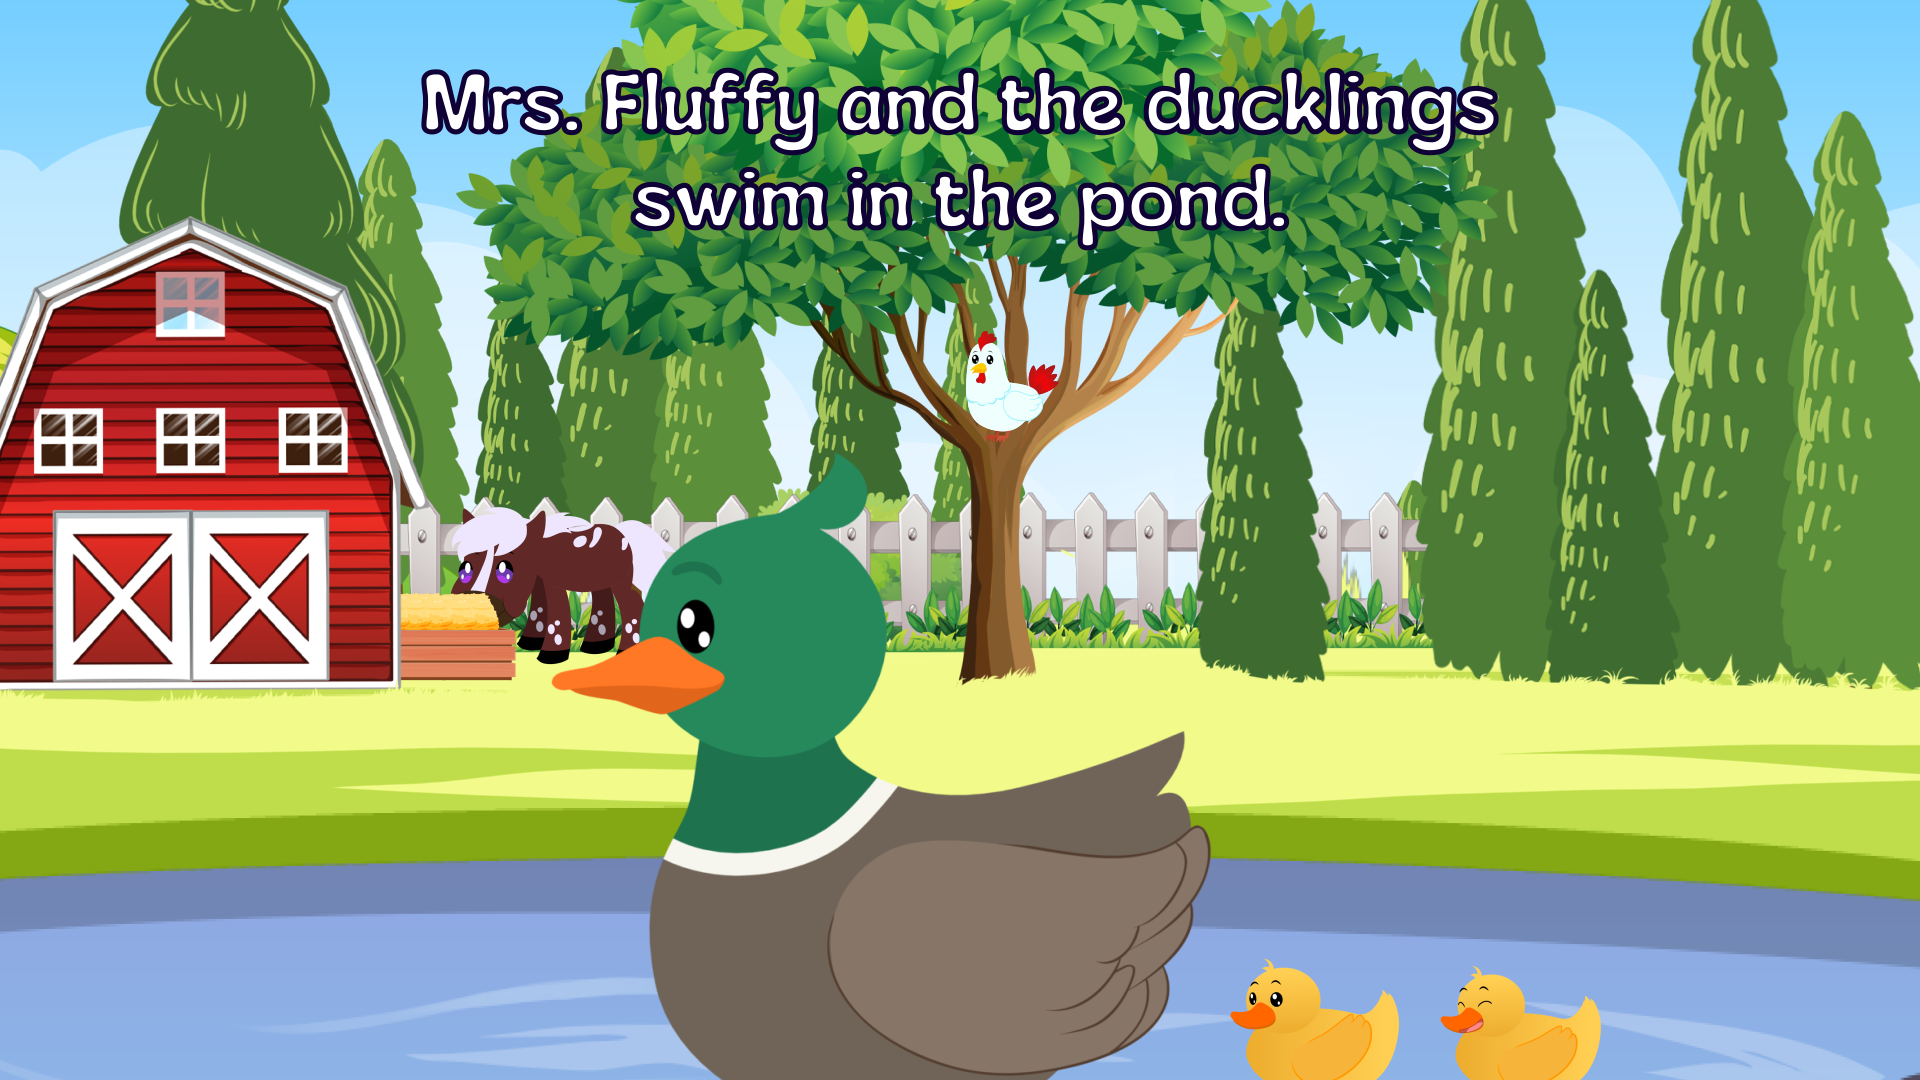 Mrs. Fluffy and the ducklings
swim in the pond.